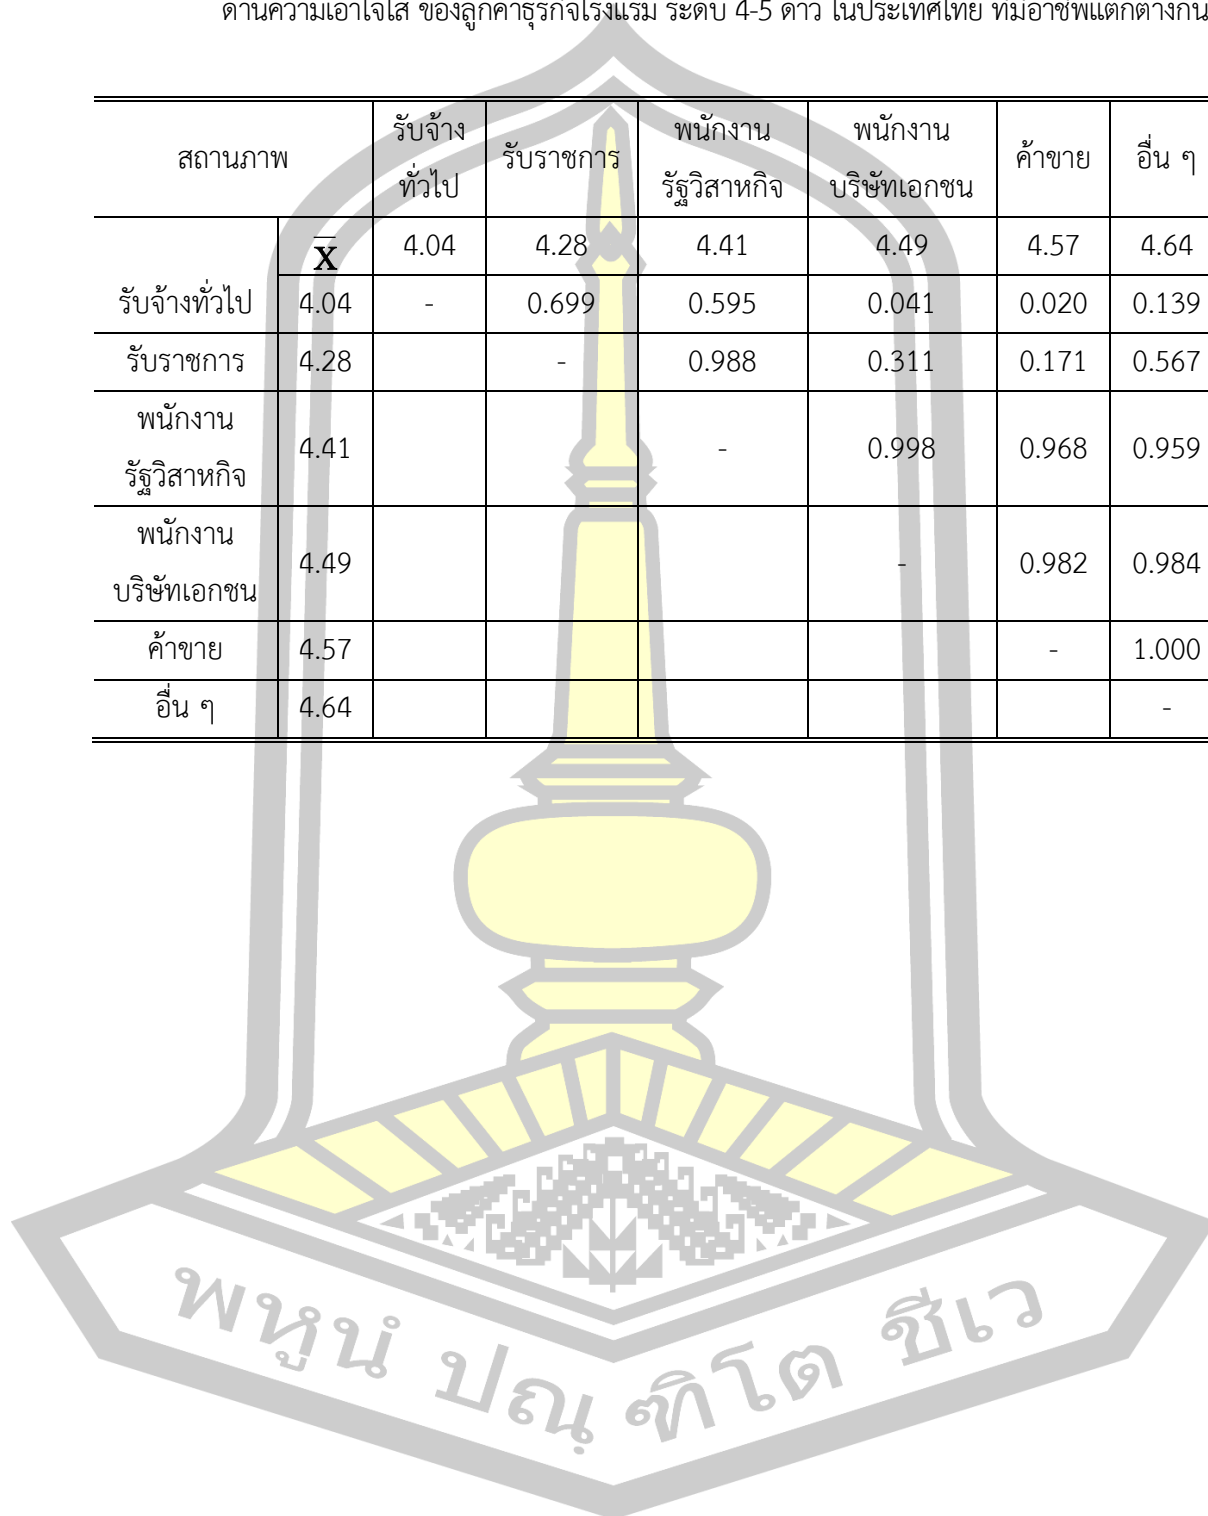 ด้านความเอาใจใส่ ของลูกค้าธุรกิจโรงแรม ระดับ 4-5 ดาว ในประเทศไทย ที่มีอาชีพแตกต่างกัน
สถานภาพ รับจ้างทั่วไป รับราชการ พนักงานรัฐวิสาหกิจ พนักงานบริษัทเอกชน ค้าขาย อื่น ๆ
x̄ 4.04 4.28 4.41 4.49 4.57 4.64
รับจ้างทั่วไป 4.04 - 0.699 0.595 0.041 0.020 0.139
รับราชการ 4.28 - 0.988 0.311 0.171 0.567
พนักงานรัฐวิสาหกิจ 4.41 - 0.998 0.968 0.959
พนักงานบริษัทเอกชน 4.49 - 0.982 0.984
ค้าขาย 4.57 - 1.000
อื่น ๆ 4.64 -
พหูนํ ปณฺฑิโต ชีเว